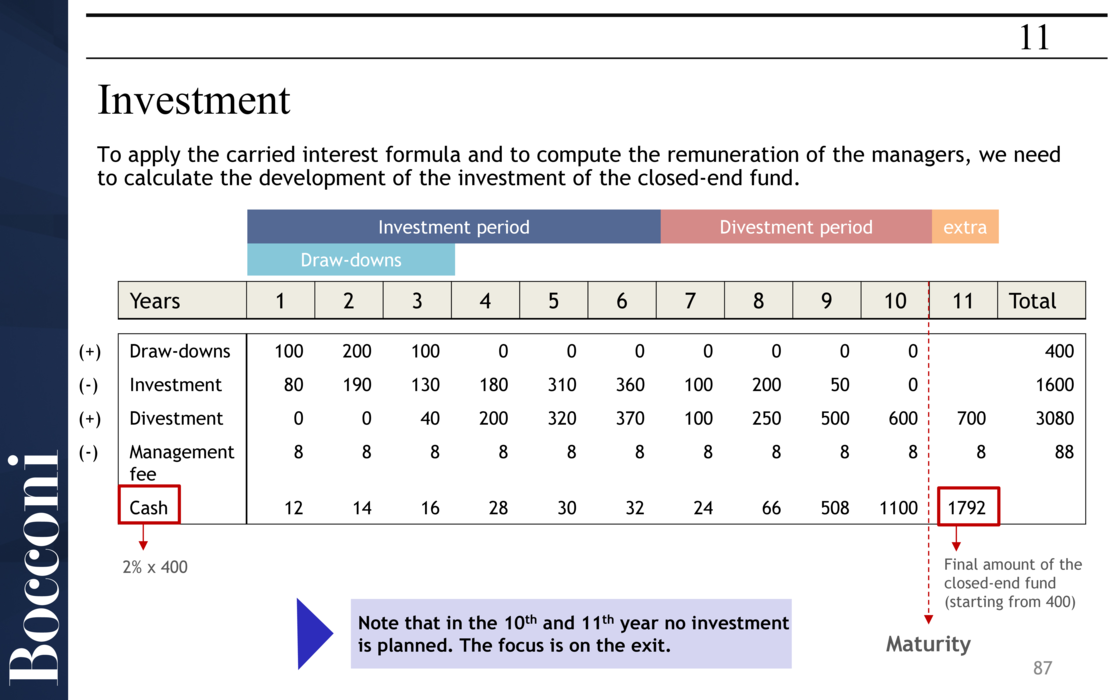 11
Investment
To apply the carried interest formula and to compute the remuneration of the managers, we need
to calculate the development of the investment of the closed-end fund.
Investment period Divestment period extra
Draw-downs
Years 1 2 3 4 5 6 7 8 9 10 11 Total
(+) Draw-downs 100 200 100 0 0 0 0 0 0 0 400
(-) Investment 80 190 130 180 310 360 100 200 50 0 1600
(+) Divestment 0 0 40 200 320 370 100 250 500 600 700 3080
(-) Management 8 8 8 8 8 8 8 8 8 8 8 88
fee
Cash 12 14 16 28 30 32 24 66 508 1100 1792
2% x 400
Final amount of the
closed-end fund
(starting from 400)
Note that in the 10th and 11th year no investment
is planned. The focus is on the exit.
Maturity
87
Bocconi